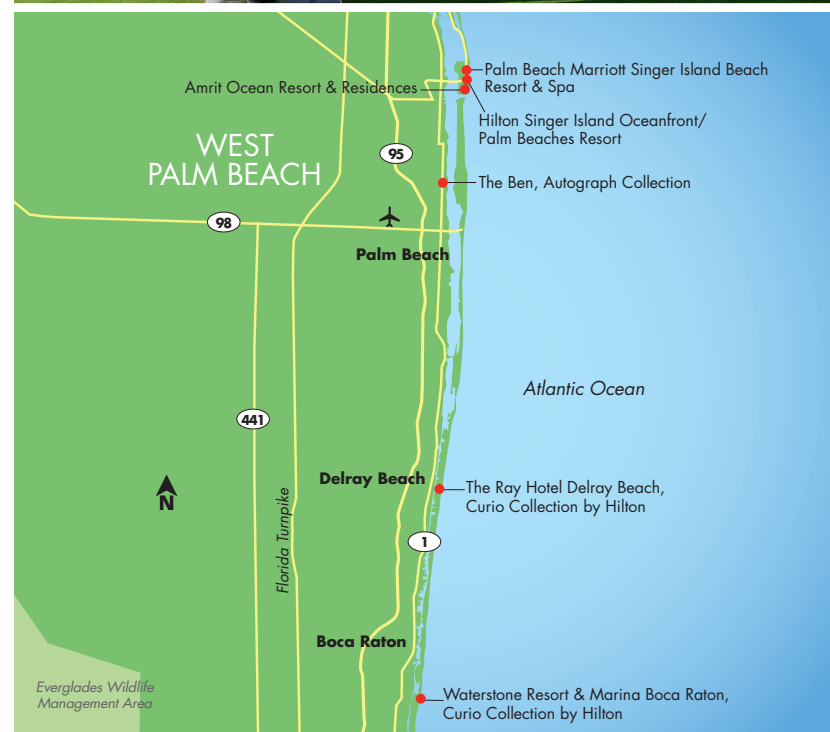 Palm Beach Marriott Singer Island Beach
Resort & Spa
Amrit Ocean Resort & Residences
Hilton Singer Island Oceanfront/
Palm Beaches Resort
WEST
PALM BEACH
95
The Ben, Autograph Collection
98
Palm Beach
Atlantic Ocean
441
Delray Beach
The Ray Hotel Delray Beach,
Curio Collection by Hilton
N
Florida Turnpike
1
Boca Raton
Everglades Wildlife
Management Area
Waterstone Resort & Marina Boca Raton,
Curio Collection by Hilton